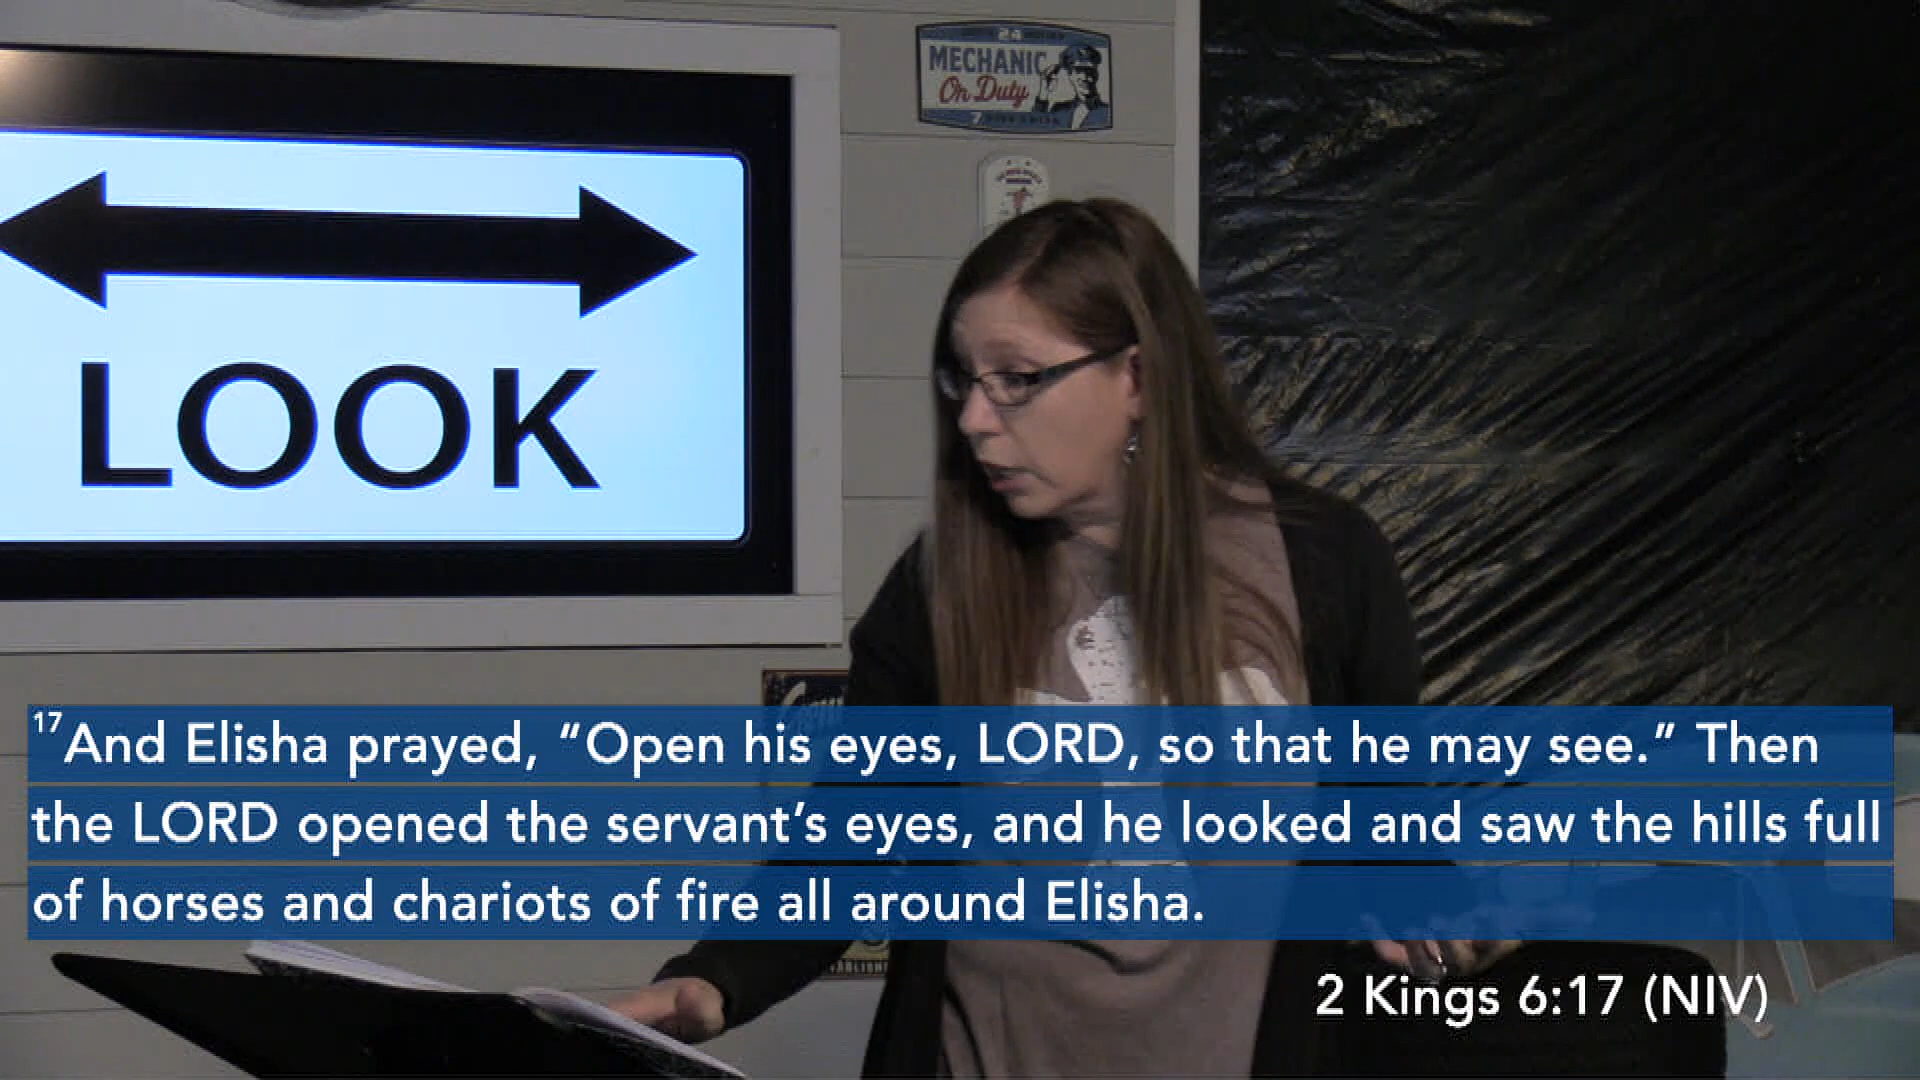 24
MECHANIC
On Duty
LOOK
17And Elisha prayed, “Open his eyes, LORD, so that he may see.” Then
the LORD opened the servant’s eyes, and he looked and saw the hills full
of horses and chariots of fire all around Elisha.
2 Kings 6:17 (NIV)